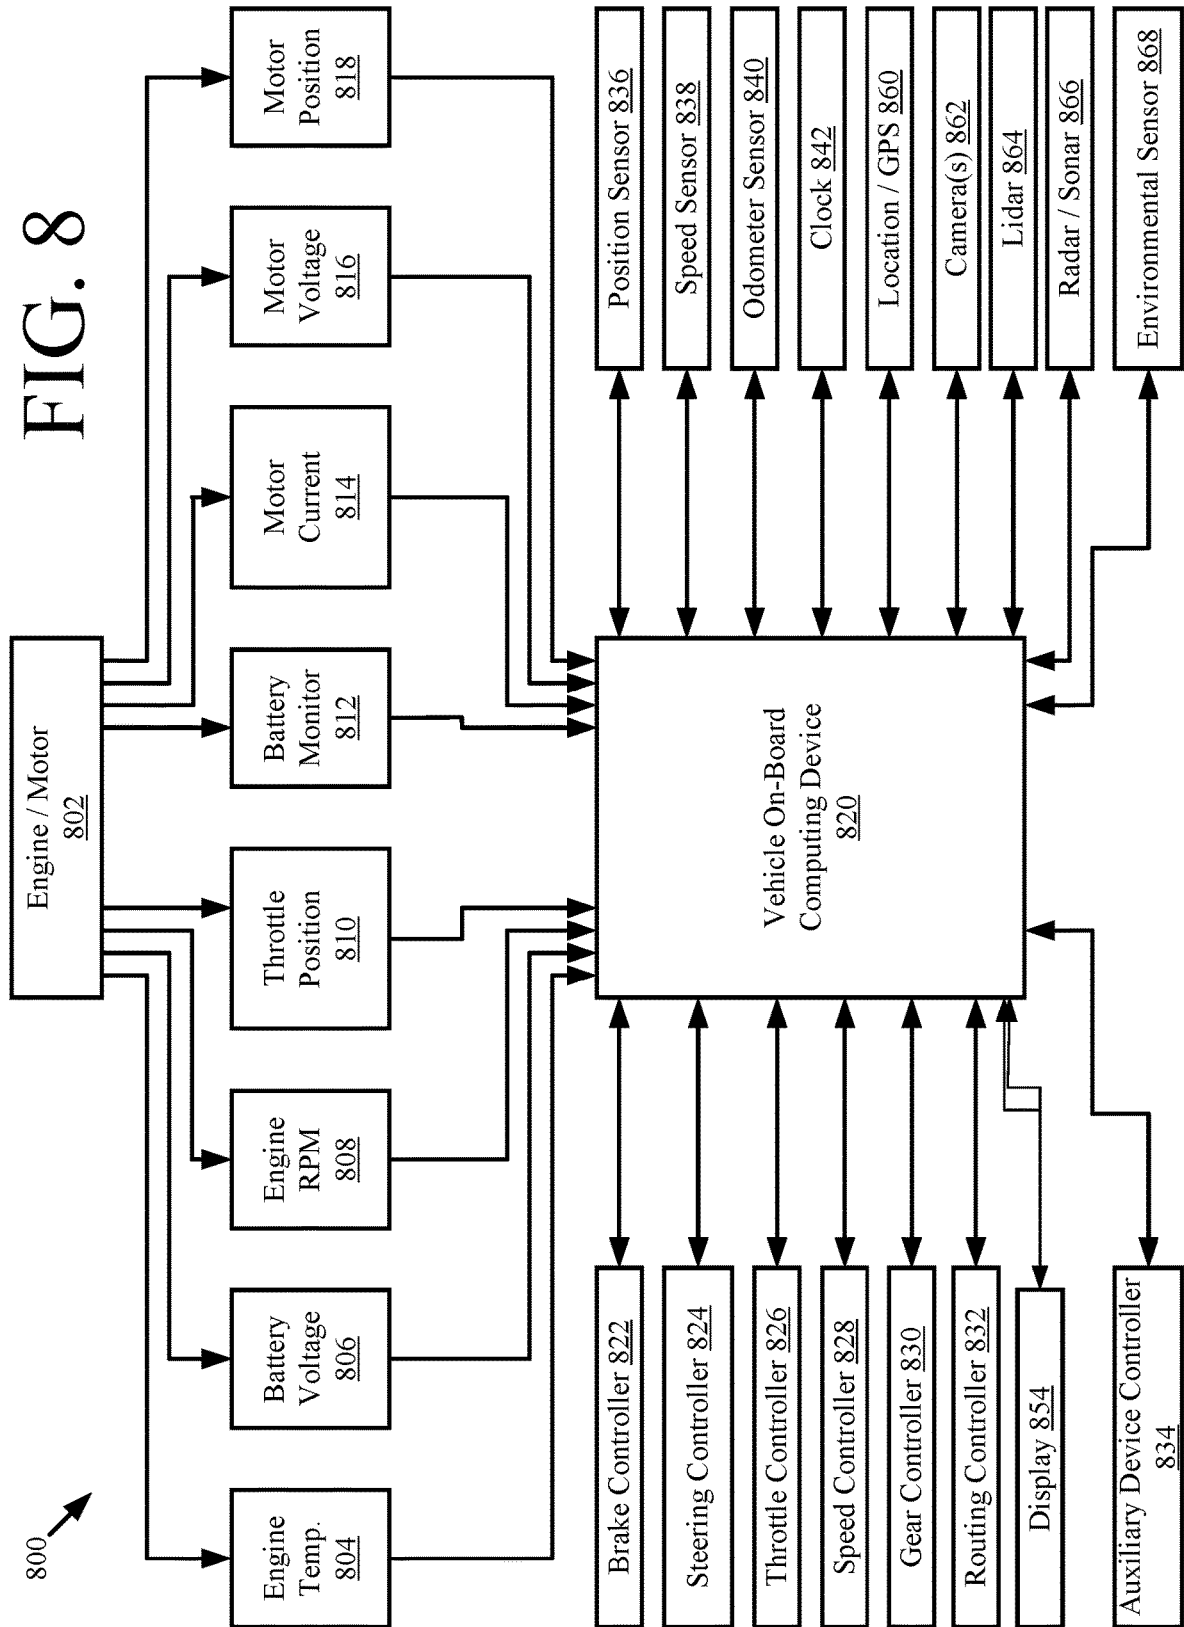 FIG. 8
800
Engine / Motor
802
Engine
Temp.
804
Battery
Voltage
806
Engine
RPM
808
Throttle
Position
810
Battery
Monitor
812
Motor
Current
814
Motor
Voltage
816
Motor
Position
818
Vehicle On-Board
Computing Device
820
Brake Controller 822
Steering Controller 824
Throttle Controller 826
Speed Controller 828
Gear Controller 830
Routing Controller 832
Display 854
Auxiliary Device Controller
834
Position Sensor 836
Speed Sensor 838
Odometer Sensor 840
Clock 842
Location / GPS 860
Camera(s) 862
Lidar 864
Radar / Sonar 866
Environmental Sensor 868